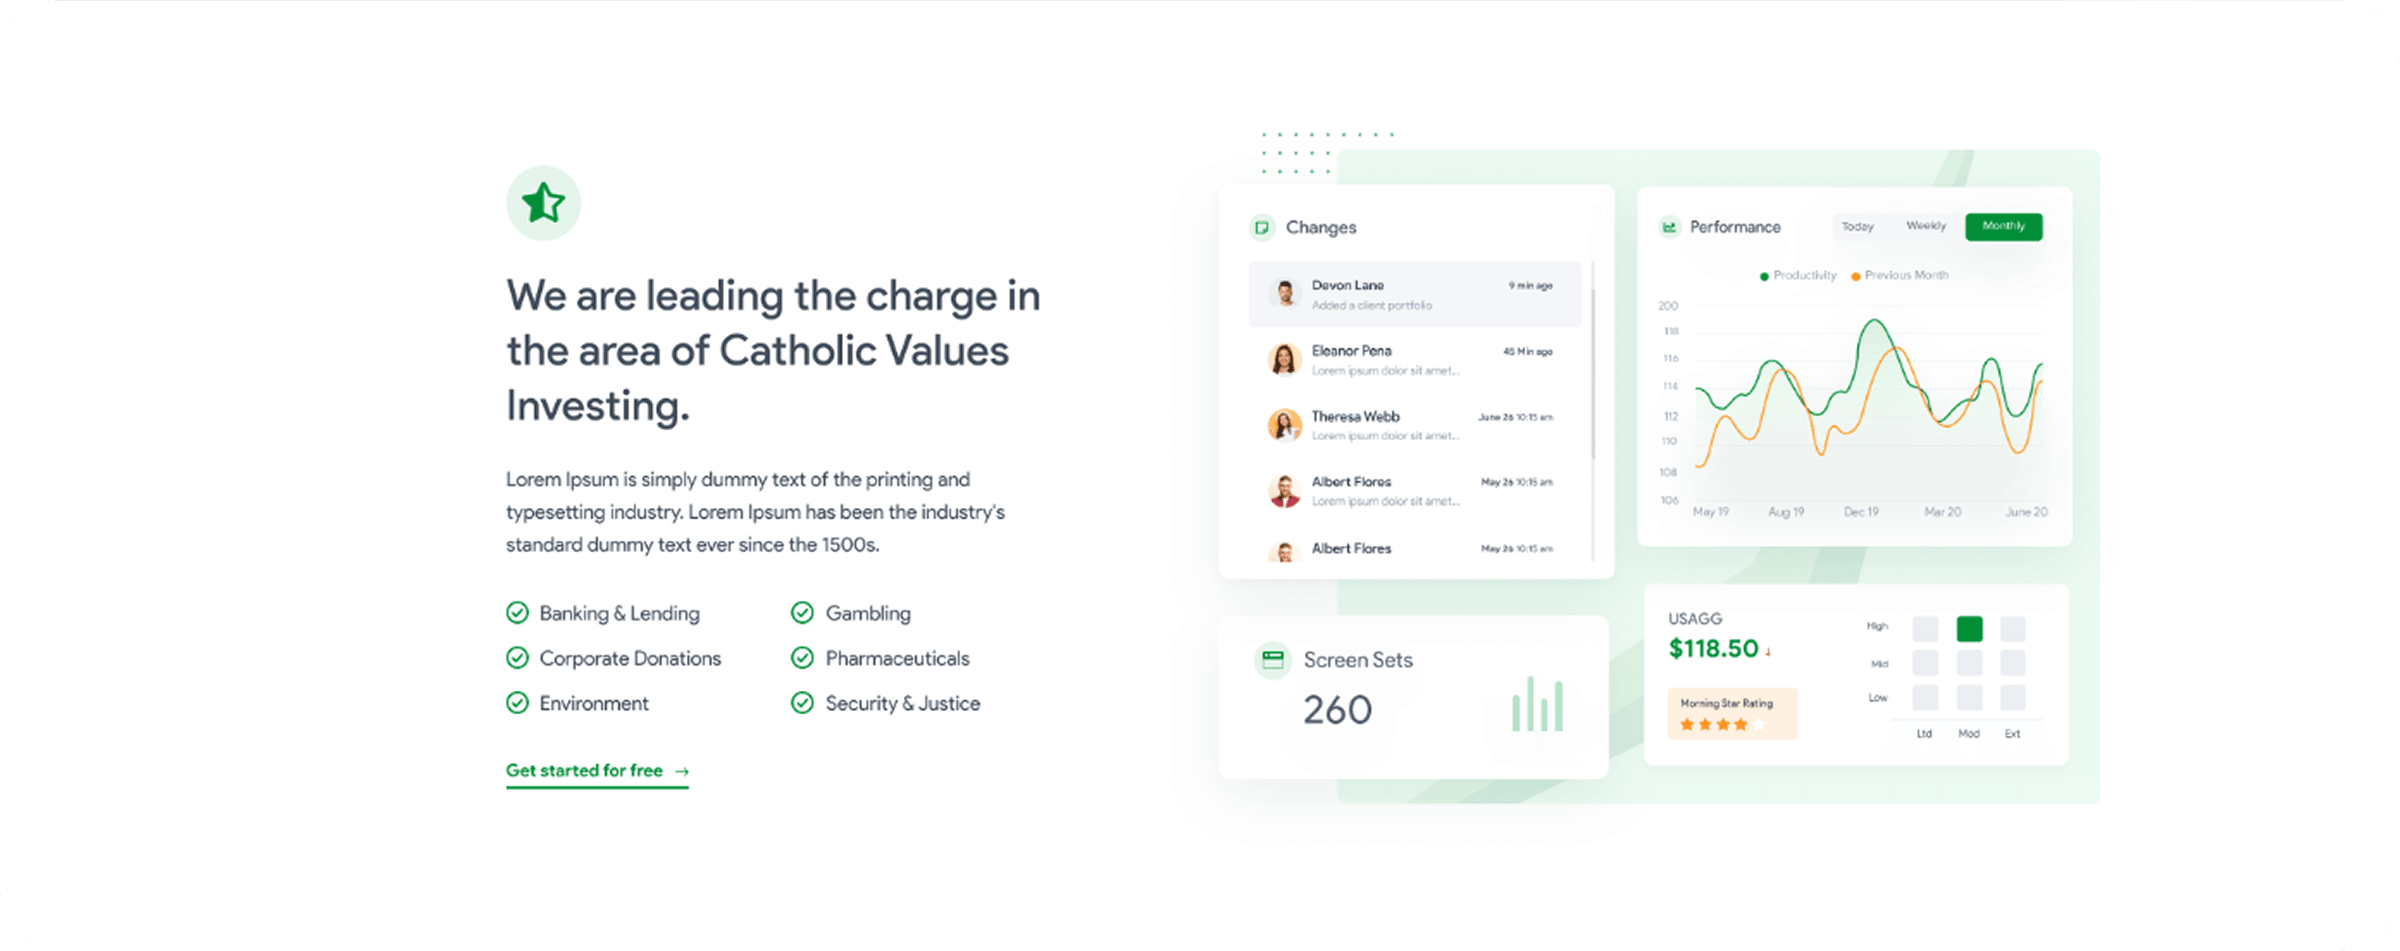 We are leading the charge in
the area of Catholic Values
Investing.
Lorem Ipsum is simply dummy text of the printing and
typesetting industry. Lorem Ipsum has been the industry's
standard dummy text ever since the 1500s.
Banking & Lending
Gambling
Corporate Donations
Pharmaceuticals
Environment
Security & Justice
Get started for free →
Changes
Devon Lane
9 min ago
Added a client portfolio
Eleanor Pena
45 Min ago
Lorem ipsum dolor sit amet...
Theresa Webb
June 26 10:15 am
Lorem ipsum dolor sit amet...
Albert Flores
May 26 10:15 am
Lorem ipsum dolor sit amet...
Albert Flores
May 26 10:15 am
Screen Sets
260
Performance
Today Weekly Monthly
Productivity Previous Month
200
118
116
114
112
110
108
106
May 19 Aug 19 Dec 19 Mar 20 June 20
USAGG
$118.50
Morning Star Rating
High
Mid
Low
Ltd Mod Ext